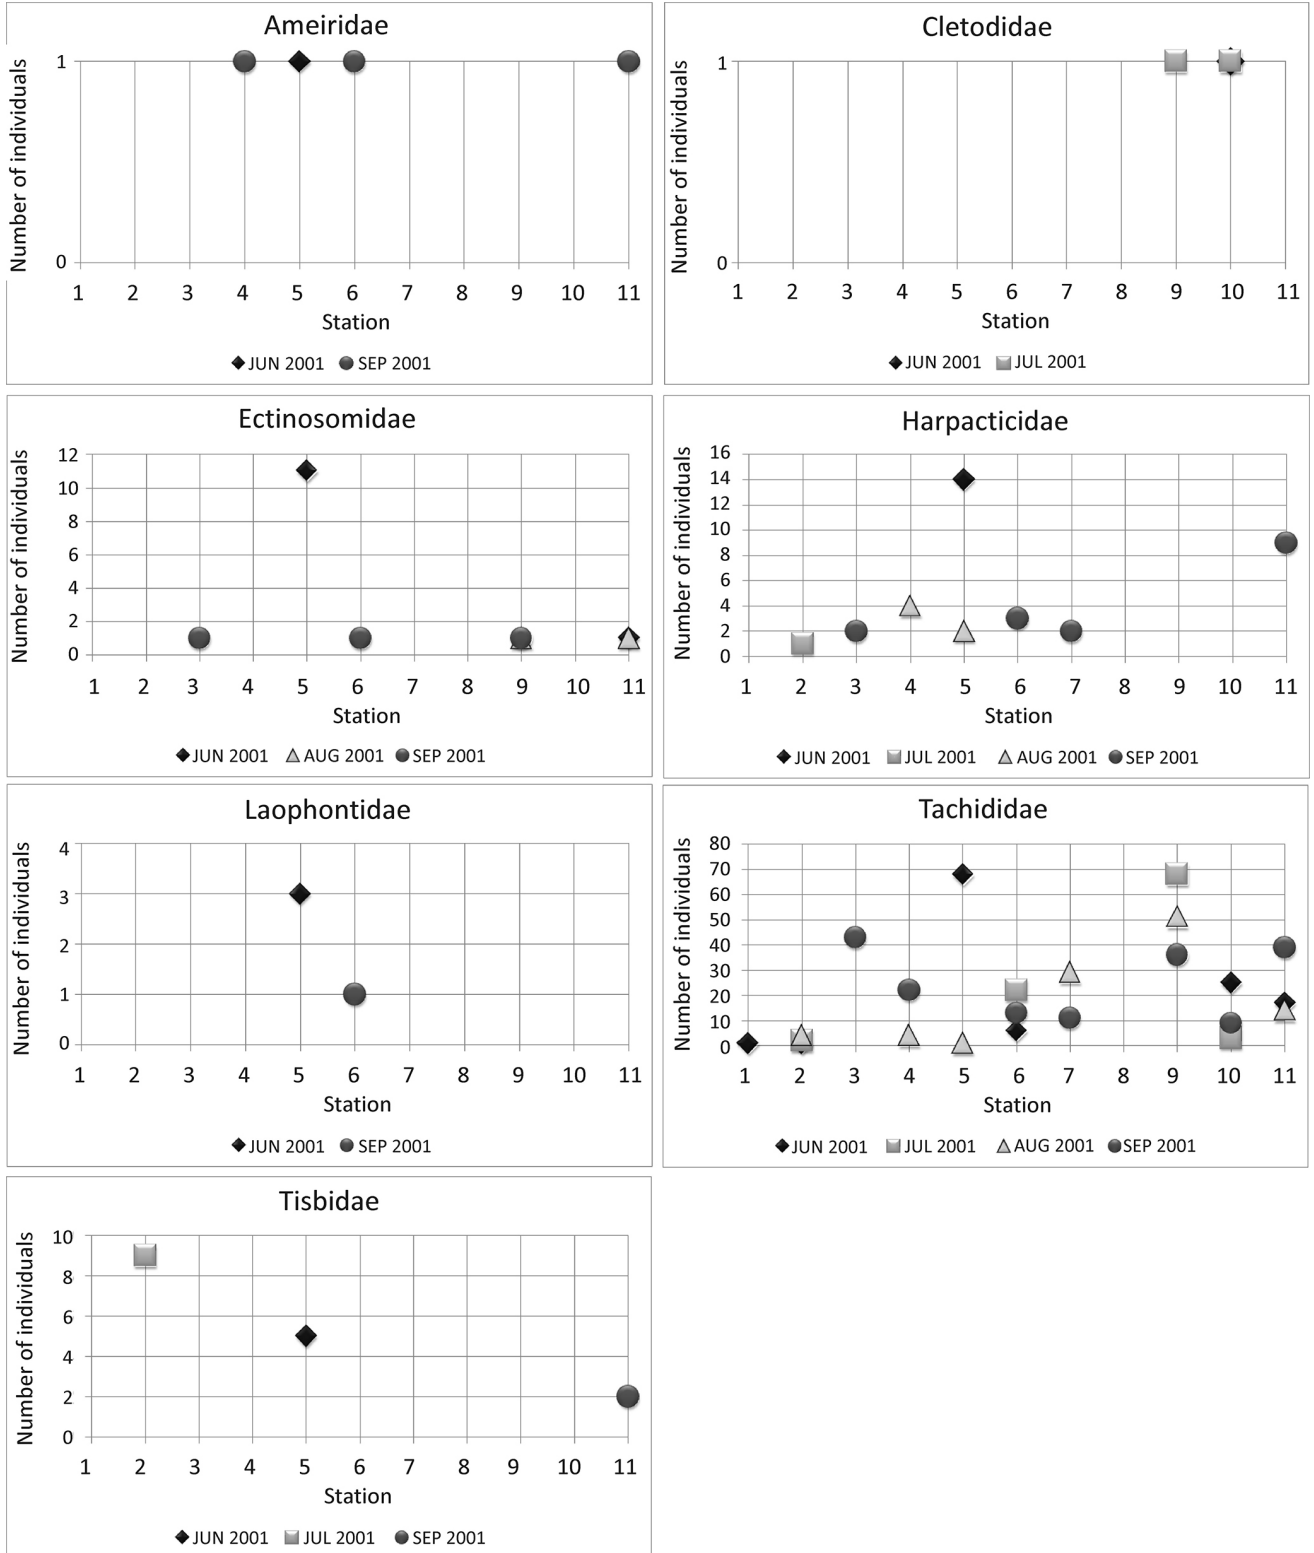 Ameiridae
Number of individuals
1
0
1 2 3 4 5 6 7 8 9 10 11
Station
JUN 2001 SEP 2001
Cletodidae
Number of individuals
1
0
1 2 3 4 5 6 7 8 9 10 11
Station
JUN 2001 JUL 2001
Ectinosomidae
Number of individuals
12
10
8
6
4
2
0
1 2 3 4 5 6 7 8 9 10 11
Station
JUN 2001 AUG 2001 SEP 2001
Harpacticidae
Number of individuals
16
14
12
10
8
6
4
2
0
1 2 3 4 5 6 7 8 9 10 11
Station
JUN 2001 JUL 2001 AUG 2001 SEP 2001
Laophontidae
Number of individuals
4
3
2
1
0
1 2 3 4 5 6 7 8 9 10 11
Station
JUN 2001 SEP 2001
Tachididae
Number of individuals
80
70
60
50
40
30
20
10
0
1 2 3 4 5 6 7 8 9 10 11
Station
JUN 2001 JUL 2001 AUG 2001 SEP 2001
Tisbidae
Number of individuals
10
8
6
4
2
0
1 2 3 4 5 6 7 8 9 10 11
Station
JUN 2001 JUL 2001 SEP 2001